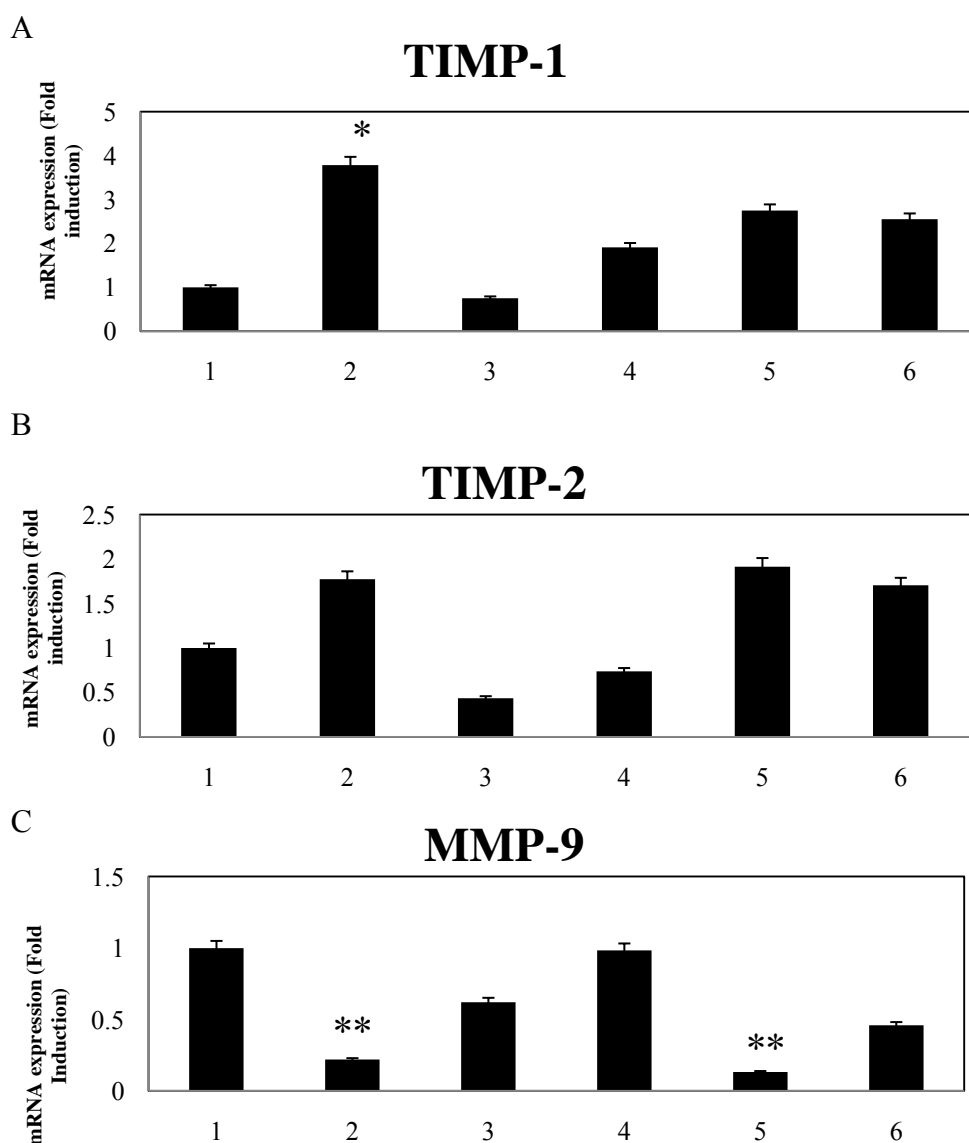 A
TIMP-1
mRNA expression (Fold
induction)
5
4
3
2
1
0
*
1 2 3 4 5 6
B
TIMP-2
mRNA expression (Fold
induction)
2.5
2
1.5
1
0.5
0
1 2 3 4 5 6
C
MMP-9
mRNA expression (Fold
Induction)
1.5
1
0.5
0
**
**
1 2 3 4 5 6